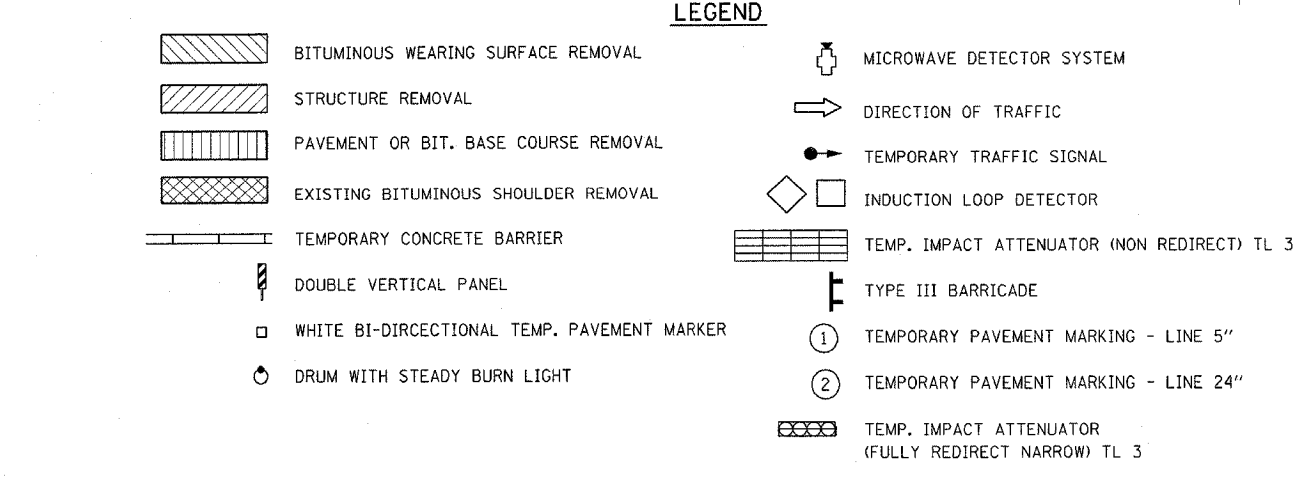 LEGEND
BITUMINOUS WEARING SURFACE REMOVAL
STRUCTURE REMOVAL
PAVEMENT OR BIT. BASE COURSE REMOVAL
EXISTING BITUMINOUS SHOULDER REMOVAL
TEMPORARY CONCRETE BARRIER
DOUBLE VERTICAL PANEL
WHITE BI-DIRCECTIONAL TEMP. PAVEMENT MARKER
DRUM WITH STEADY BURN LIGHT
MICROWAVE DETECTOR SYSTEM
DIRECTION OF TRAFFIC
TEMPORARY TRAFFIC SIGNAL
INDUCTION LOOP DETECTOR
TEMP. IMPACT ATTENUATOR (NON REDIRECT) TL 3
TYPE III BARRICADE
1 TEMPORARY PAVEMENT MARKING - LINE 5"
2 TEMPORARY PAVEMENT MARKING - LINE 24"
TEMP. IMPACT ATTENUATOR
(FULLY REDIRECT NARROW) TL 3